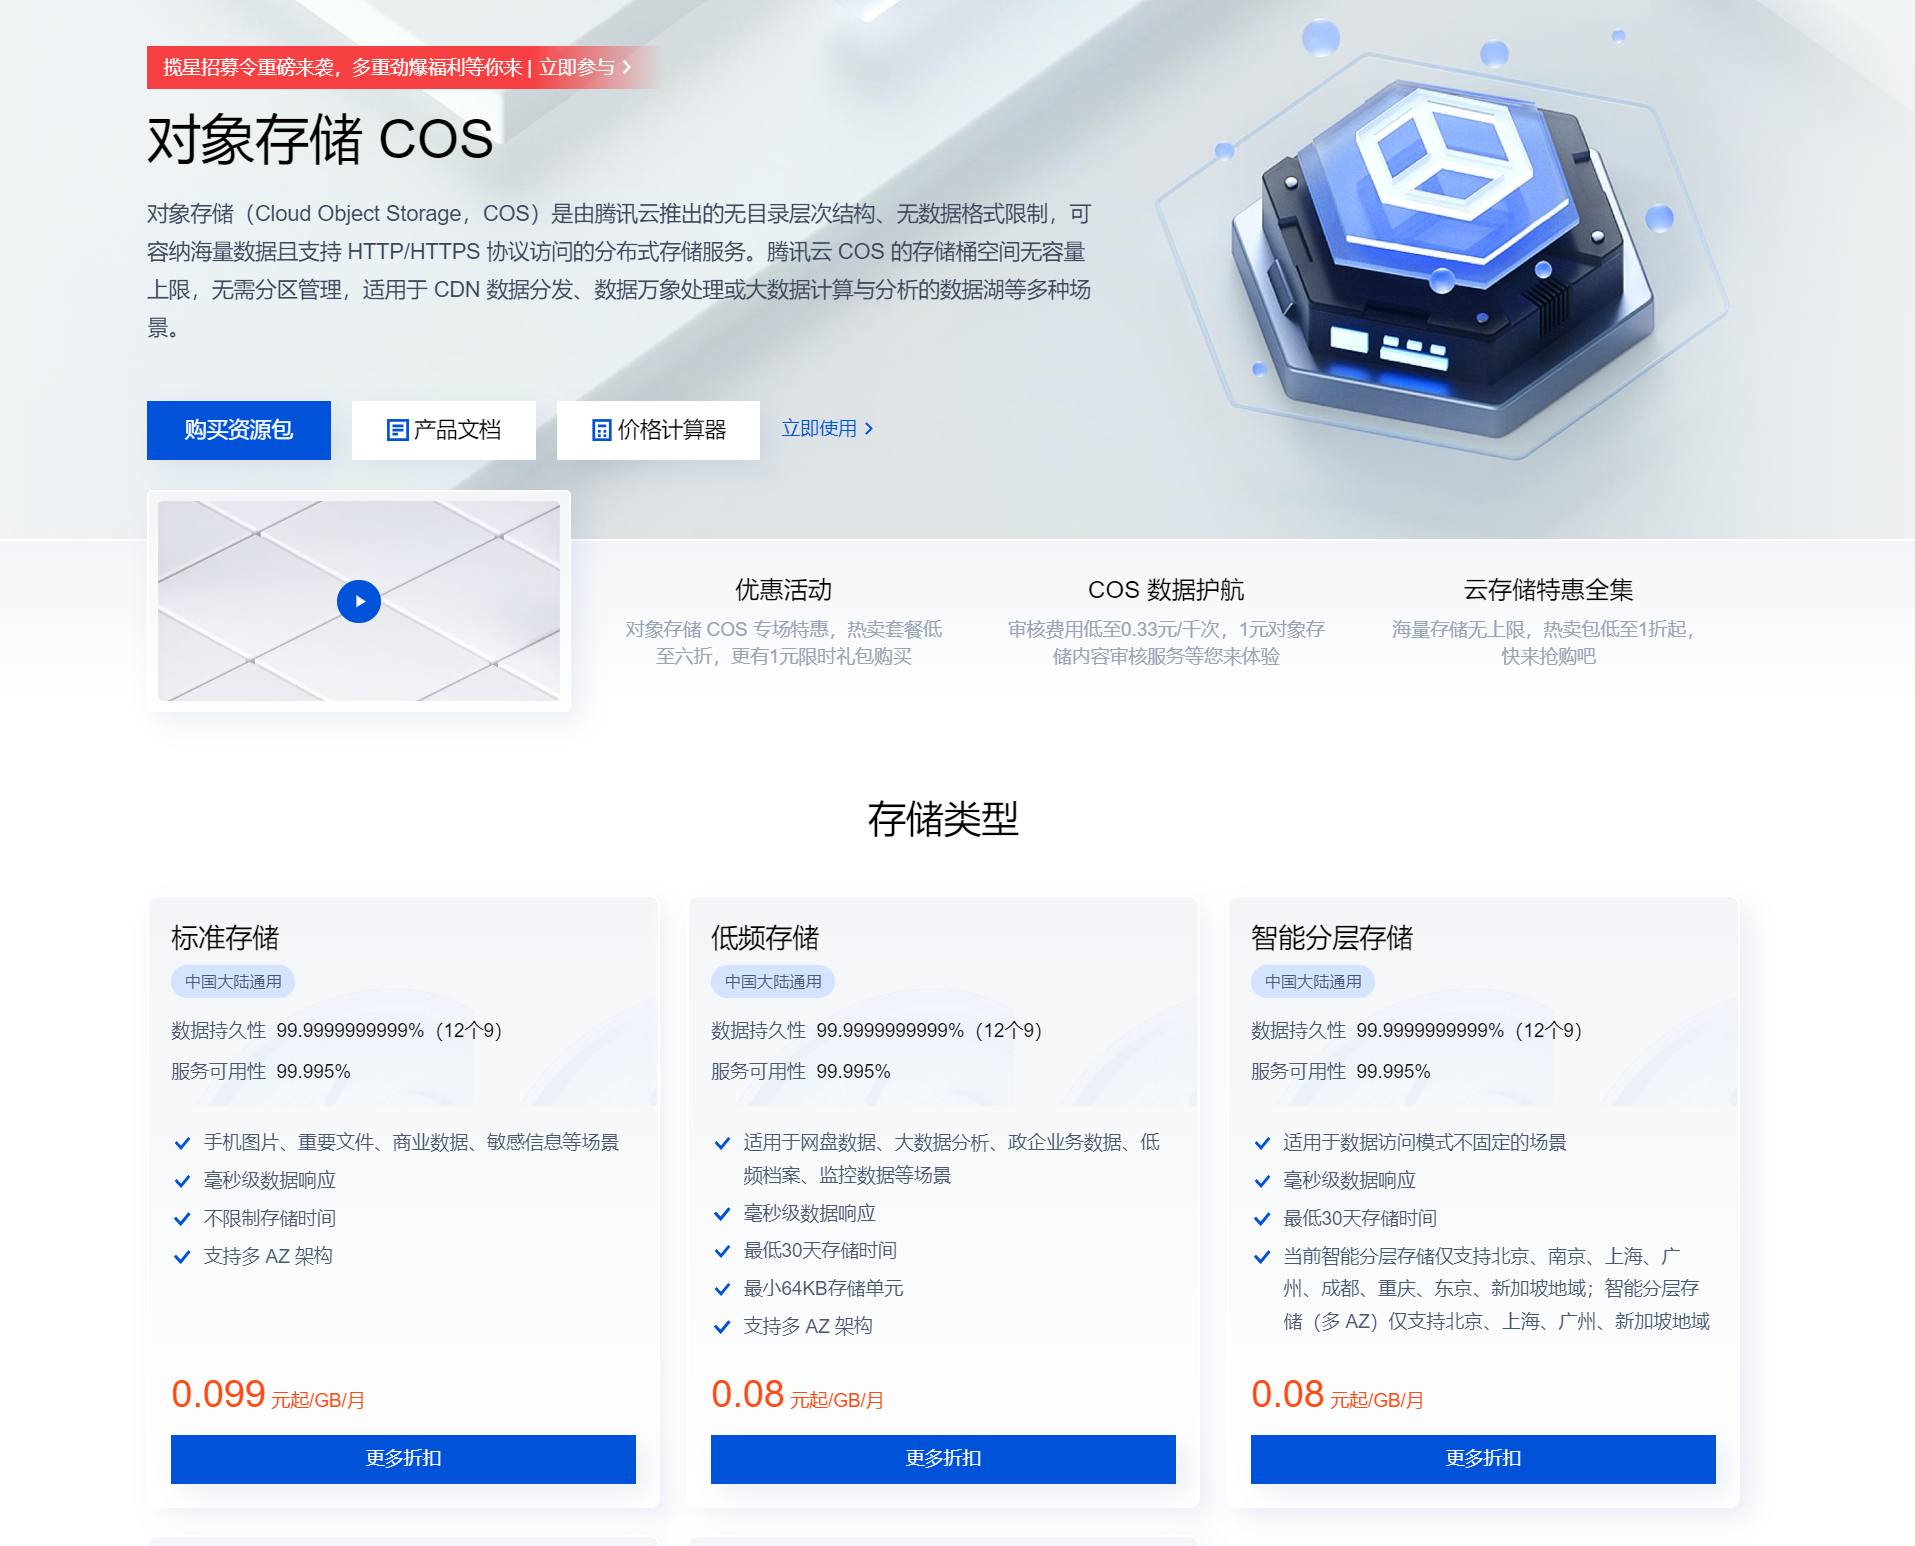 揽星招募令重磅来袭，多重劲爆福利等你来 | 立即参与
对象存储 COS
对象存储（Cloud Object Storage，COS）是由腾讯云推出的无目录层次结构、无数据格式限制，可
容纳海量数据且支持 HTTP/HTTPS 协议访问的分布式存储服务。腾讯云 COS 的存储桶空间无容量
上限，无需分区管理，适用于 CDN 数据分发、数据万象处理或大数据计算与分析的数据湖等多种场
景。
购买资源包
产品文档
价格计算器
立即使用
优惠活动
对象存储 COS 专场特惠，热卖套餐低
至六折，更有1元限时礼包购买
COS 数据护航
审核费用低至0.33元/千次，1元对象存
储内容审核服务等您来体验
云存储特惠全集
海量存储无上限，热卖包低至1折起，
快来抢购吧
存储类型
标准存储
中国大陆通用
数据持久性 99.9999999999%（12个9）
服务可用性 99.995%
手机图片、重要文件、商业数据、敏感信息等场景
毫秒级数据响应
不限制存储时间
支持多 AZ 架构
0.099 元起/GB/月
更多折扣
低频存储
中国大陆通用
数据持久性 99.9999999999%（12个9）
服务可用性 99.995%
适用于网盘数据、大数据分析、政企业务数据、低
频档案、监控数据等场景
毫秒级数据响应
最低30天存储时间
最小64KB存储单元
支持多 AZ 架构
0.08 元起/GB/月
更多折扣
智能分层存储
中国大陆通用
数据持久性 99.9999999999%（12个9）
服务可用性 99.995%
适用于数据访问模式不固定的场景
毫秒级数据响应
最低30天存储时间
当前智能分层存储仅支持北京、南京、上海、广
州、成都、重庆、东京、新加坡地域；智能分层存
储（多 AZ）仅支持北京、上海、广州、新加坡地域
0.08 元起/GB/月
更多折扣